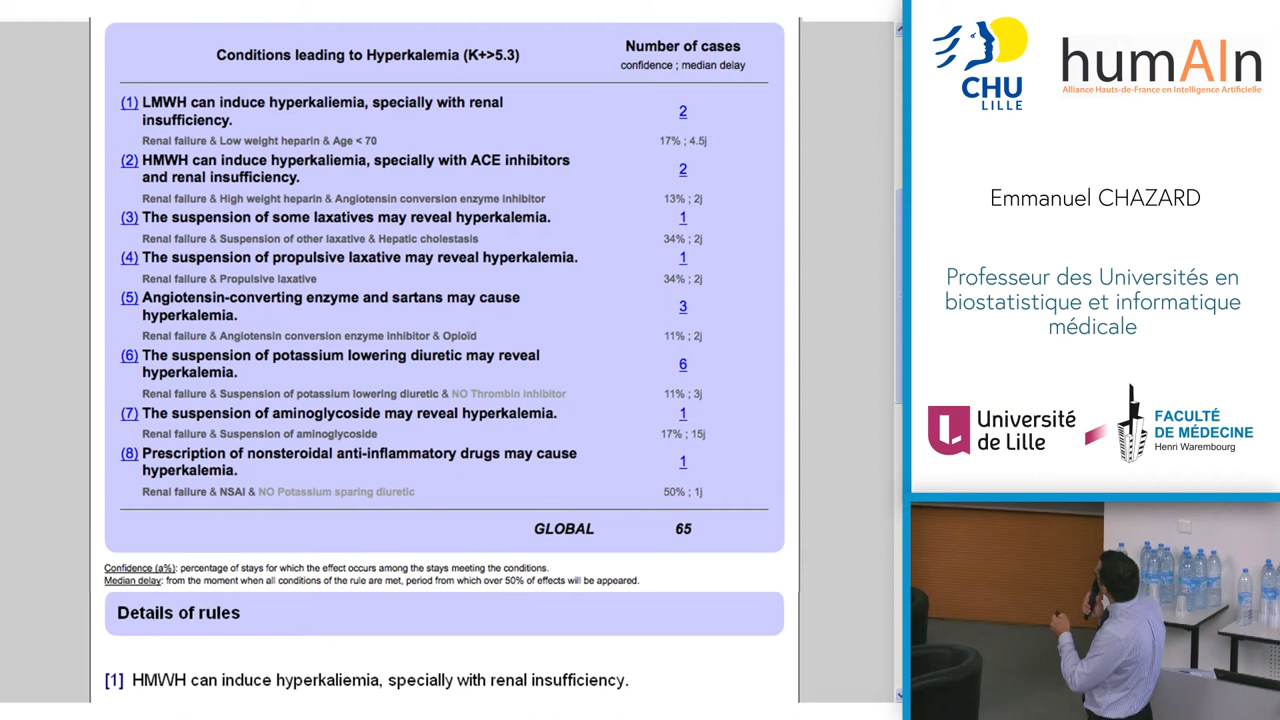 Conditions leading to Hyperkalemia (K+>5.3)
Number of cases
confidence ; median delay
(1) LMWH can induce hyperkaliemia, specially with renal
insufficiency.
2
Renal failure & Low weight heparin & Age < 70
17% ; 4.5j
(2) HMWH can induce hyperkaliemia, specially with ACE inhibitors
and renal insufficiency.
2
Renal failure & High weight heparin & Angiotensin conversion enzyme inhibitor
13% ; 2j
(3) The suspension of some laxatives may reveal hyperkalemia.
1
Renal failure & Suspension of other laxative & Hepatic cholestasis
34% ; 2j
(4) The suspension of propulsive laxative may reveal hyperkalemia.
1
Renal failure & Propulsive laxative
34% ; 2j
(5) Angiotensin-converting enzyme and sartans may cause
hyperkalemia.
3
Renal failure & Angiotensin conversion enzyme inhibitor & Opioïd
11% ; 2j
(6) The suspension of potassium lowering diuretic may reveal
hyperkalemia.
6
Renal failure & Suspension of potassium lowering diuretic & NO Thrombin inhibitor
11% ; 3j
(7) The suspension of aminoglycoside may reveal hyperkalemia.
1
Renal failure & Suspension of aminoglycoside
17% ; 15j
(8) Prescription of nonsteroidal anti-inflammatory drugs may cause
hyperkalemia.
1
Renal failure & NSAI & NO Potassium sparing diuretic
50% ; 1j
GLOBAL 65
Confidence (a%): percentage of stays for which the effect occurs among the stays meeting the conditions.
Median delay: from the moment when all conditions of the rule are met, period from which over 50% of effects will be appeared.
Details of rules
[1] HMWH can induce hyperkaliemia, specially with renal insufficiency.
CHU
LILLE
humAIn
Alliance Hauts-de-France en Intelligence Artificielle
Emmanuel CHAZARD
Professeur des Universités en
biostatistique et informatique
médicale
Université
de Lille
FACULTÉ
DE MÉDECINE
Henri Warembourg